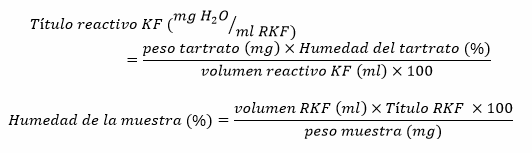 Título reactivo KF (mg H₂O/ml RKF)
= peso tartrato (mg) × Humedad del tartrato (%)
volumen reactivo KF (ml) × 100
Humedad de la muestra (%) = volumen RKF (ml) × Título RKF × 100
peso muestra (mg)